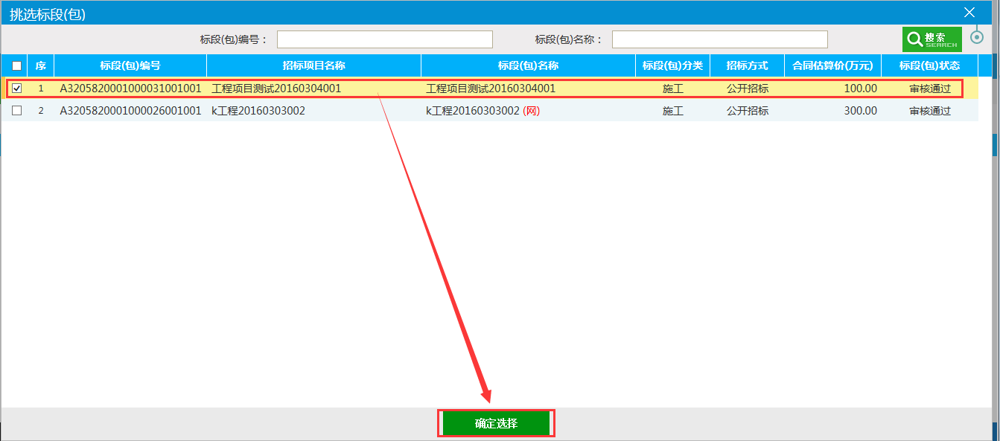 挑选标段(包)
标段(包)编号： 标段(包)名称： 搜索 SEARCH
序 标段(包)编号 招标项目名称 标段(包)名称 标段(包)分类 招标方式 合同估算价(万元) 标段(包)状态
1 A3205820001000031001001 工程项目测试20160304001 工程项目测试20160304001 施工 公开招标 100.00 审核通过
2 A3205820001000026001001 k工程20160303002 k工程20160303002 (网) 施工 公开招标 300.00 审核通过
确定选择